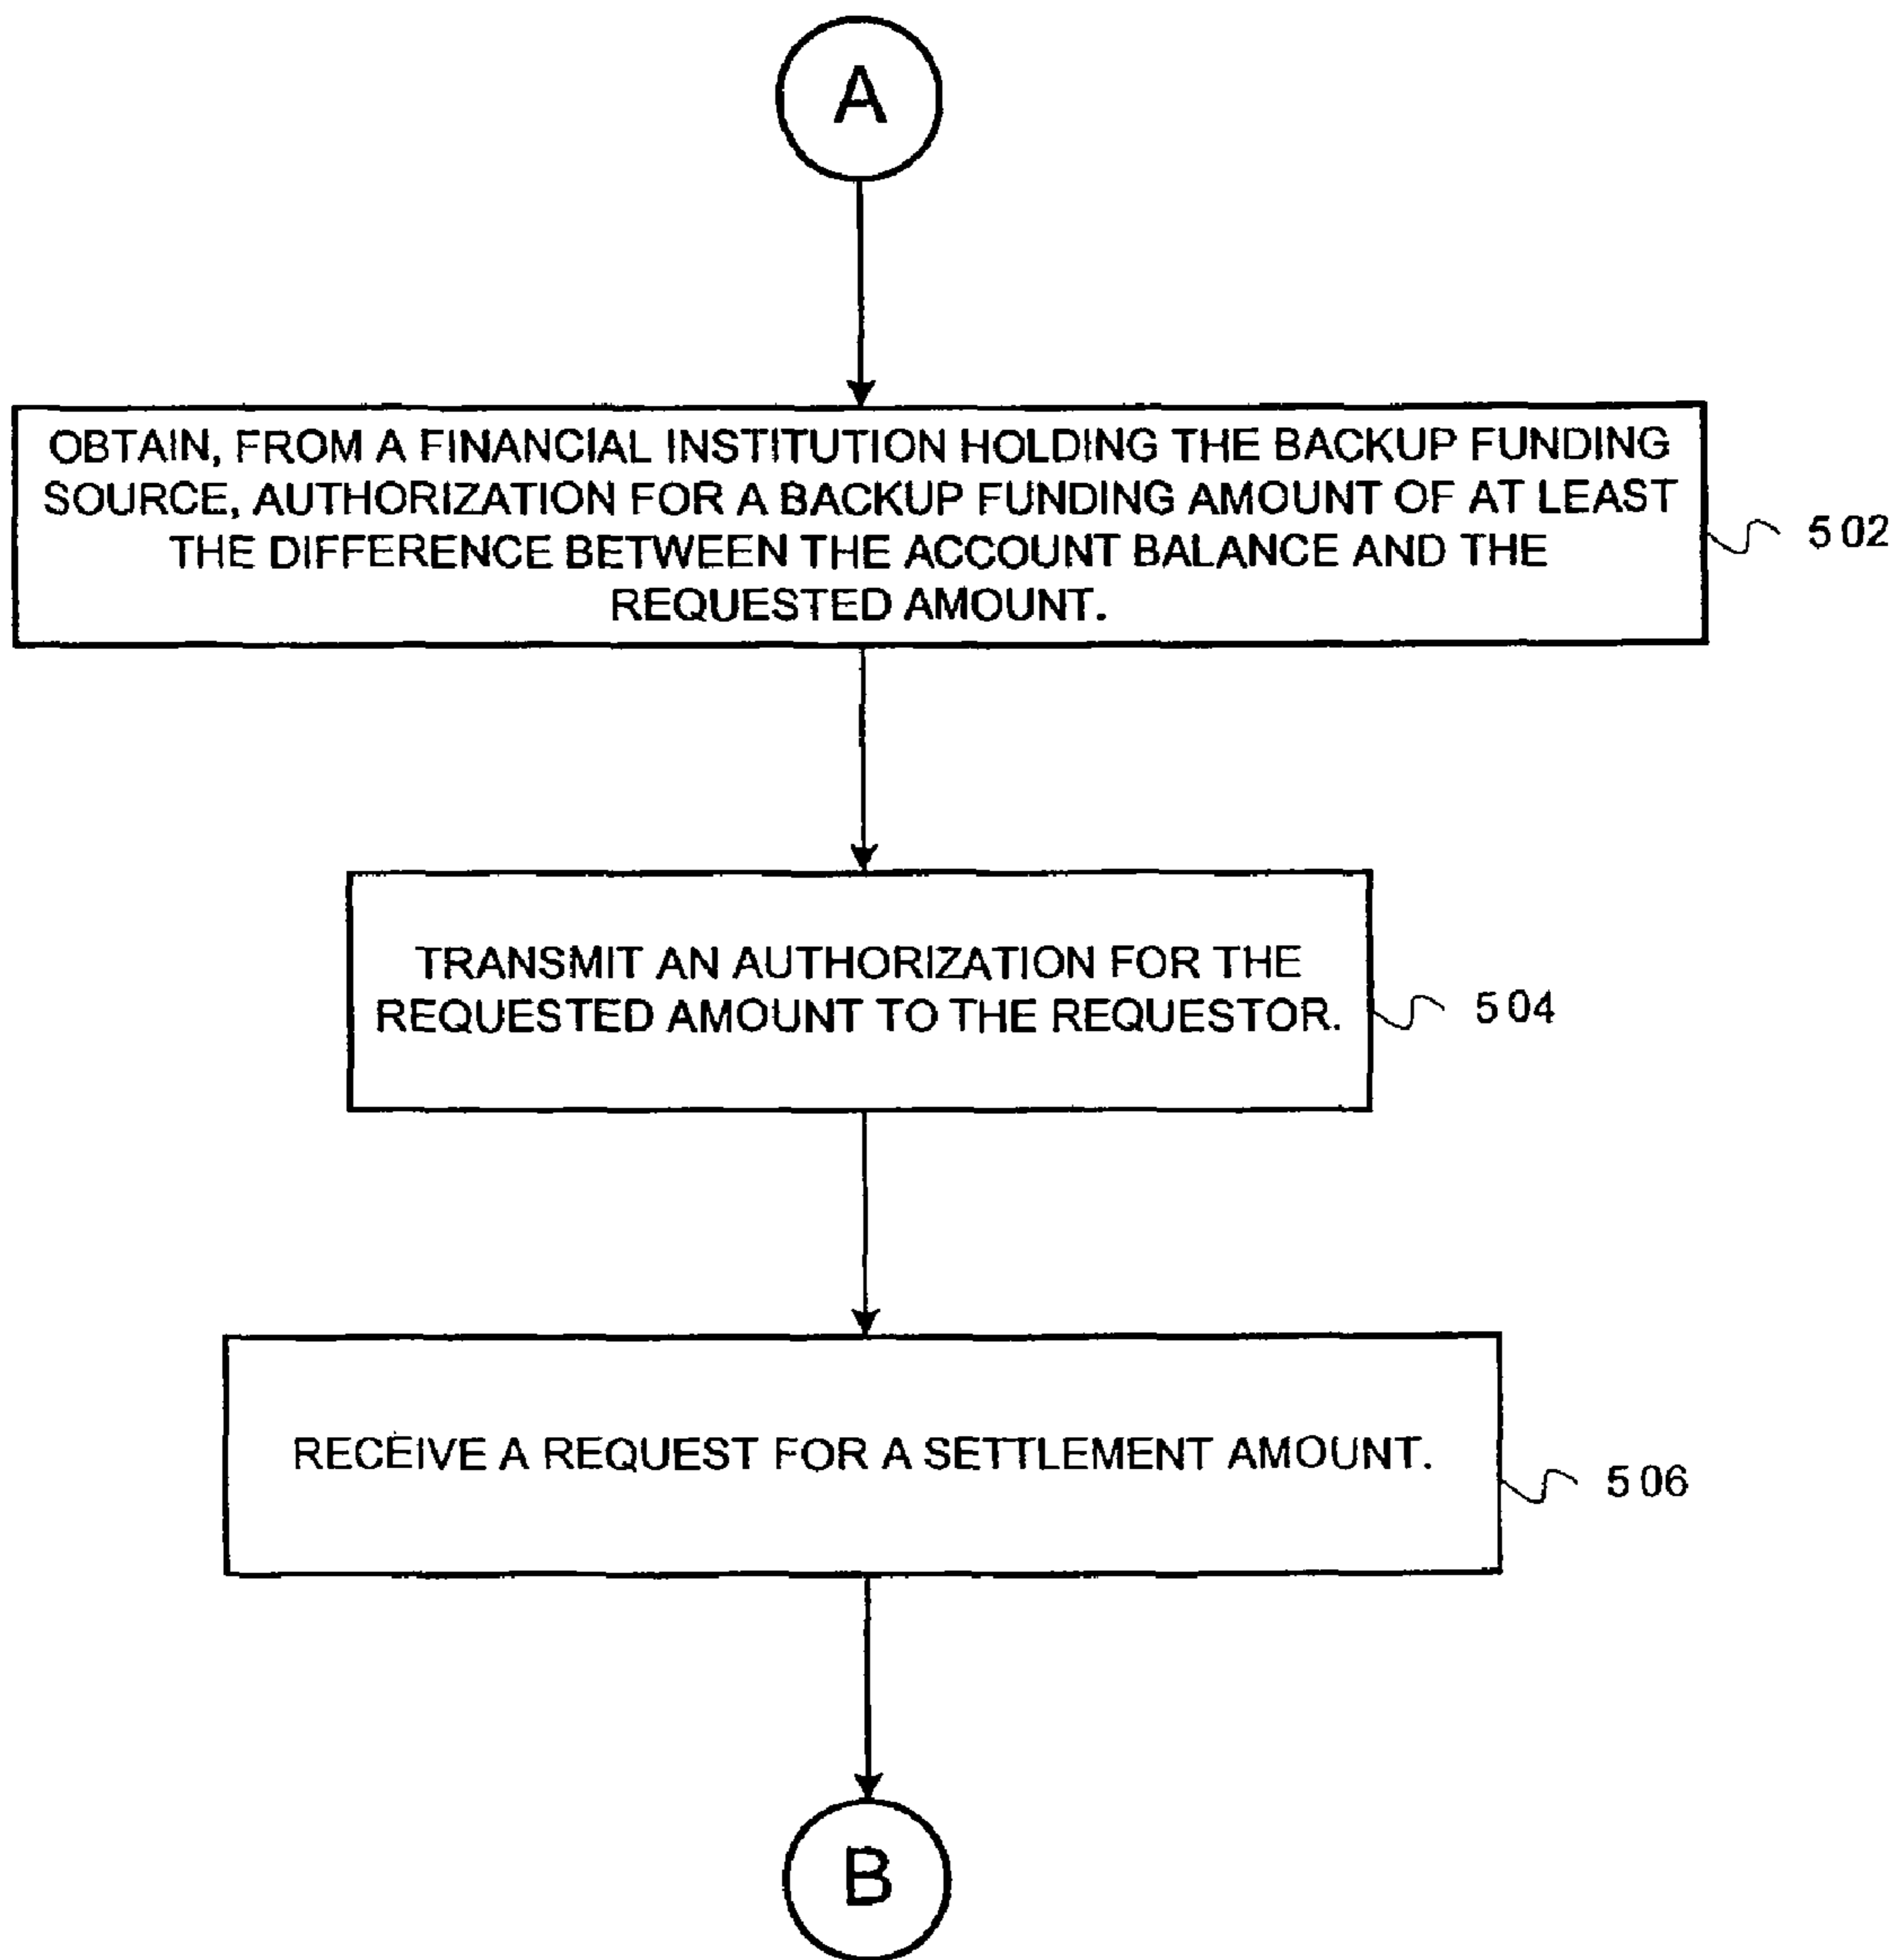 A
OBTAIN, FROM A FINANCIAL INSTITUTION HOLDING THE BACKUP FUNDING
SOURCE, AUTHORIZATION FOR A BACKUP FUNDING AMOUNT OF AT LEAST
THE DIFFERENCE BETWEEN THE ACCOUNT BALANCE AND THE
REQUESTED AMOUNT.
502
TRANSMIT AN AUTHORIZATION FOR THE
REQUESTED AMOUNT TO THE REQUESTOR.
504
RECEIVE A REQUEST FOR A SETTLEMENT AMOUNT.
506
B